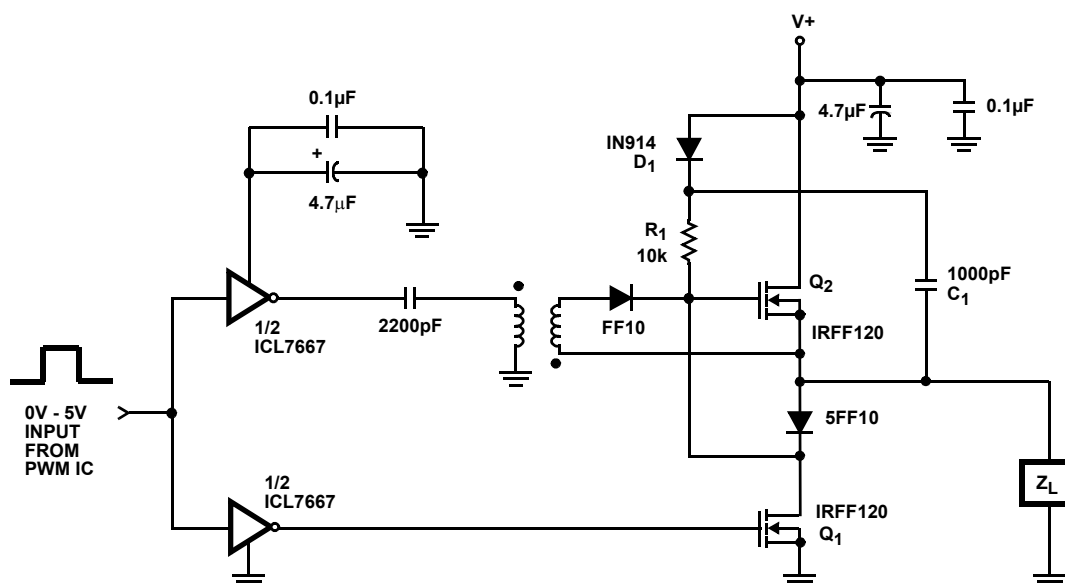 V+
0.1µF
+
4.7µF
IN914
D1
4.7µF
0.1µF
R1
10k
1000pF
C1
Q2
IRFF120
1/2
ICL7667
2200pF
FF10
0V - 5V
INPUT
FROM
PWM IC
5FF10
1/2
ICL7667
IRFF120
Q1
ZL